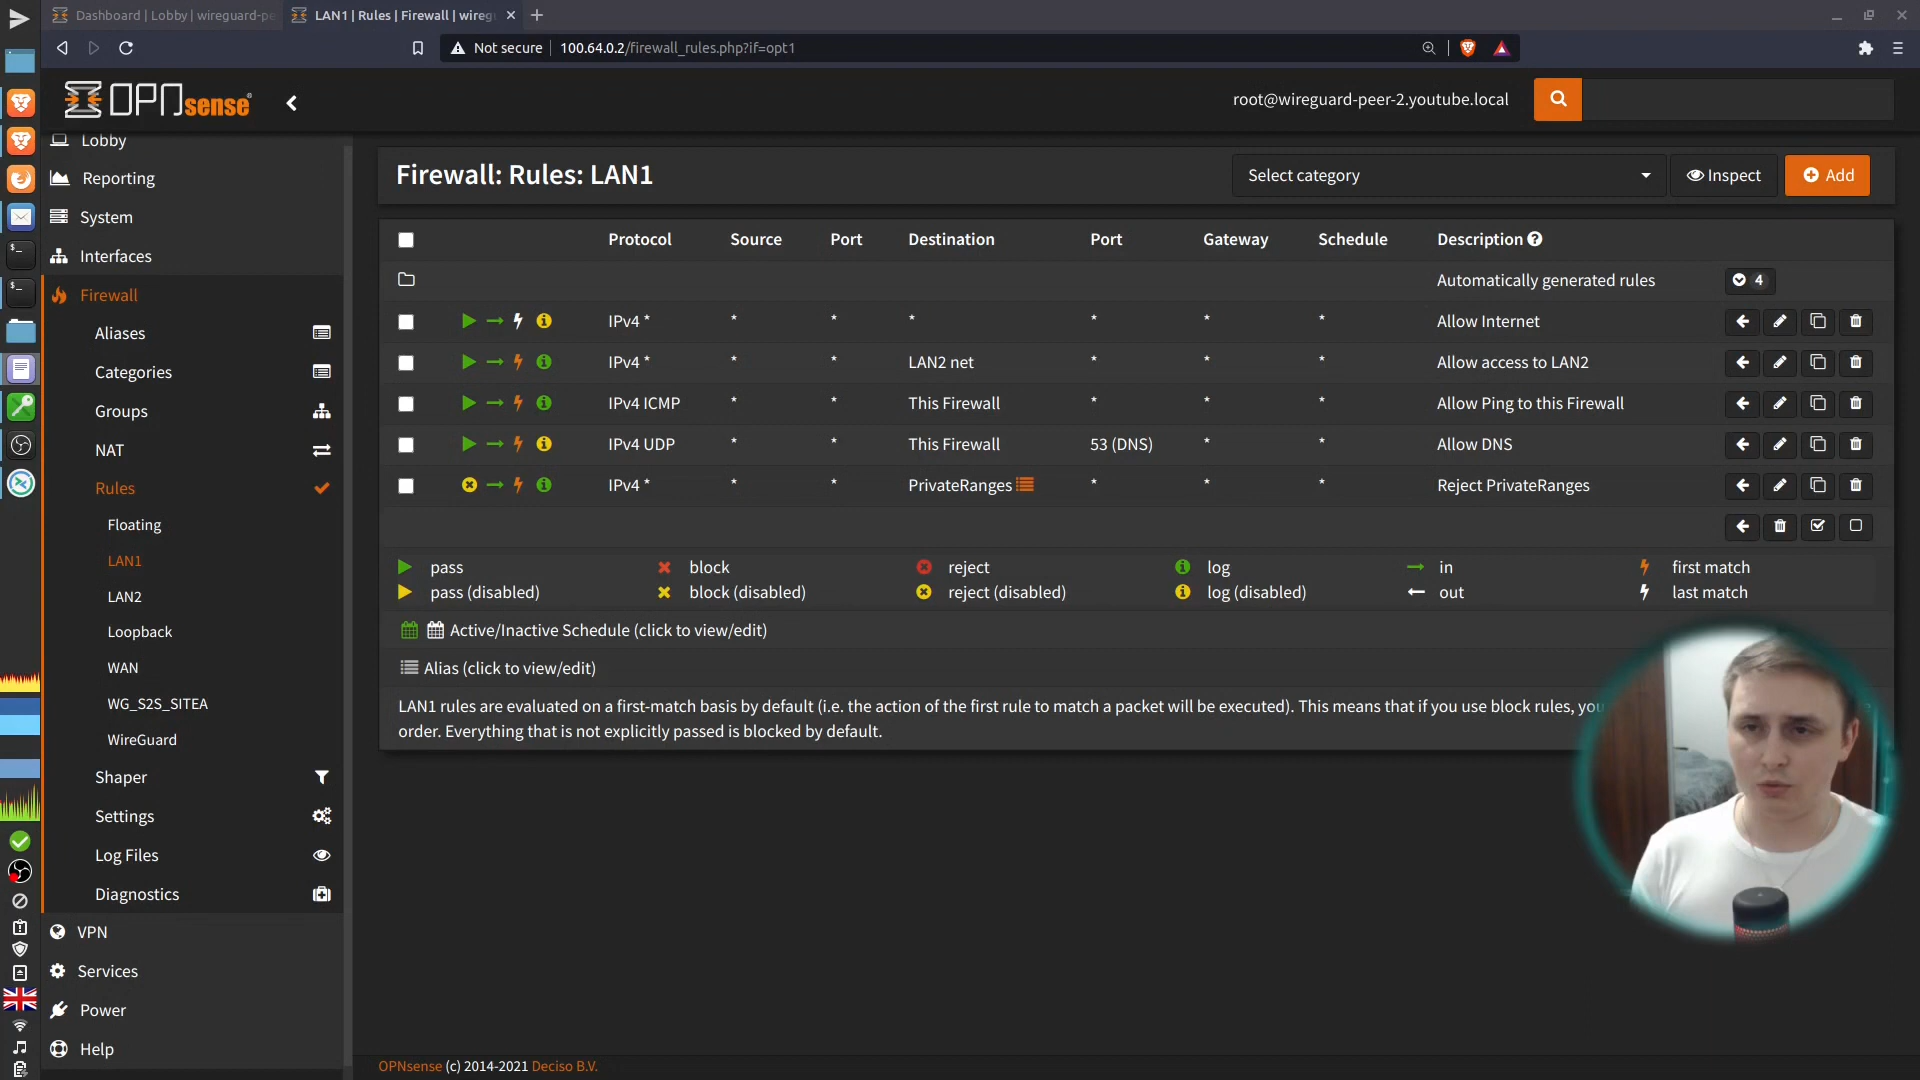 Dashboard | Lobby | wireguard-pe
LAN1 | Rules | Firewall | wireg
Not secure
100.64.0.2/firewall_rules.php?if=opt1
OPNsense
root@wireguard-peer-2.youtube.local
Lobby
Reporting
System
Interfaces
Firewall
Aliases
Categories
Groups
NAT
Rules
Floating
LAN1
LAN2
Loopback
WAN
WG_S2S_SITEA
WireGuard
Shaper
Settings
Log Files
Diagnostics
VPN
Services
Power
Help
Firewall: Rules: LAN1
Select category
Inspect
Add
Protocol Source Port Destination Port Gateway Schedule Description
Automatically generated rules 4
IPv4 * * * * * * * Allow Internet
IPv4 * * * LAN2 net * * * Allow access to LAN2
IPv4 ICMP * * This Firewall * * * Allow Ping to this Firewall
IPv4 UDP * * This Firewall 53 (DNS) * * Allow DNS
IPv4 * * * PrivateRanges * * * Reject PrivateRanges
pass block reject log in first match
pass (disabled) block (disabled) reject (disabled) log (disabled) out last match
Active/Inactive Schedule (click to view/edit)
Alias (click to view/edit)
LAN1 rules are evaluated on a first-match basis by default (i.e. the action of the first rule to match a packet will be executed). This means that if you use block rules, you
order. Everything that is not explicitly passed is blocked by default.
OPNsense (c) 2014-2021 Deciso B.V.